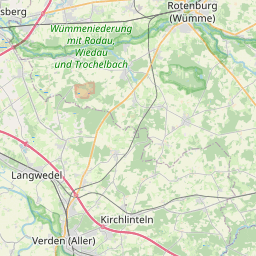 Rotenburg
(Wümme)
sberg
Wümmeniederung
mit Rodau,
Wiedau
und Trochelbach
Langwedel
Kirchlinteln
Verden (Aller)